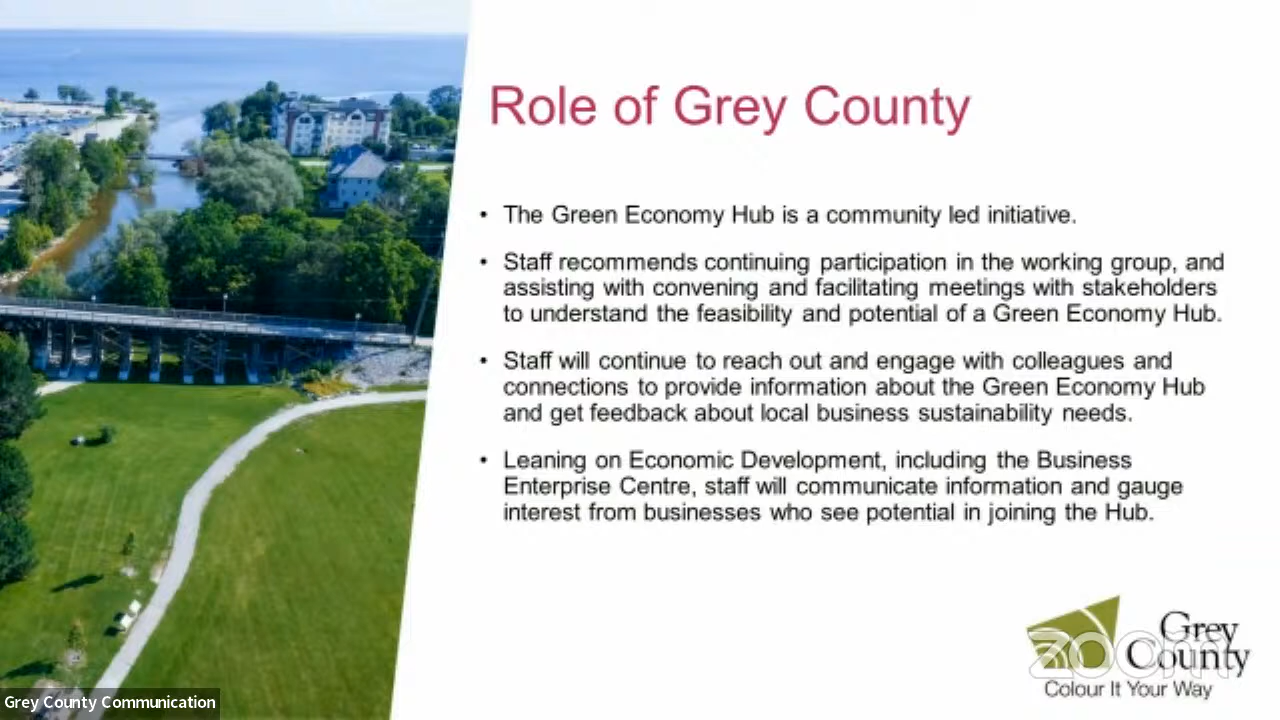 Role of Grey County
• The Green Economy Hub is a community led initiative.
• Staff recommends continuing participation in the working group, and
assisting with convening and facilitating meetings with stakeholders
to understand the feasibility and potential of a Green Economy Hub.
• Staff will continue to reach out and engage with colleagues and
connections to provide information about the Green Economy Hub
and get feedback about local business sustainability needs.
• Leaning on Economic Development, including the Business
Enterprise Centre, staff will communicate information and gauge
interest from businesses who see potential in joining the Hub.
Grey
County
zoom
Colour It Your Way
Grey County Communication